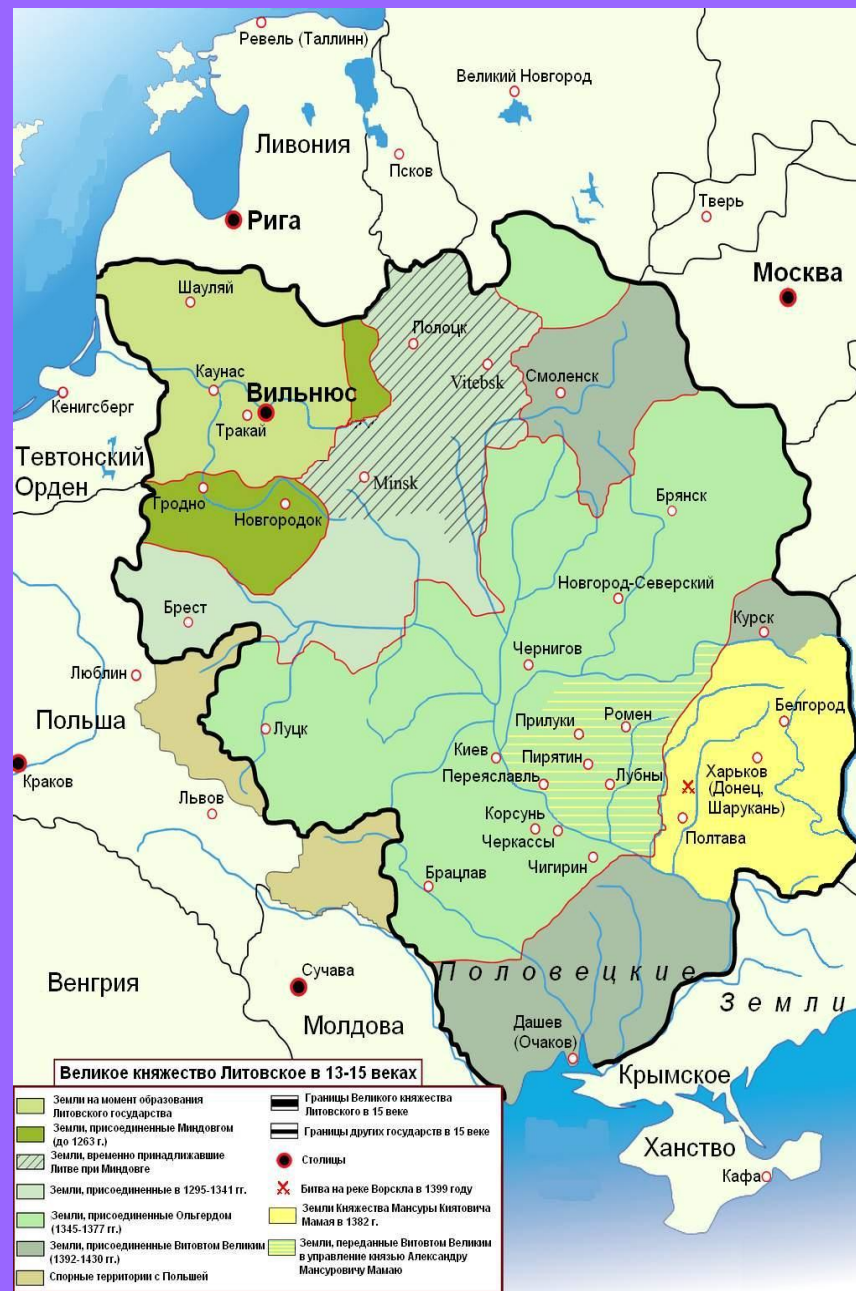 Ревель (Таллинн)
Великий Новгород
Ливония
Псков
Тверь
Рига
Москва
Шауляй
Полоцк
Vitebsk
Смоленск
Каунас
Вильнюс
Тракай
Кенигсберг
Тевтонский
Орден
Minsk
Гродно
Новгородок
Брянск
Новгород-Северский
Брест
Курск
Чернигов
Люблин
Польша
Луцк
Прилуки
Ромен
Белгород
Киев
Пирятин
Переяславль
Лубны
Харьков
(Донец,
Шарукань)
Краков
Львов
Корсунь
Черкассы
Полтава
Чигирин
Брацлав
Половецкие
Земли
Венгрия
Сучава
Молдова
Дашев
(Очаков)
Крымское
Ханство
Кафа
Великое княжество Литовское в 13-15 веках
Земли на момент образования
Литовского государства
Земли, присоединенные Миндовгом
(до 1263 г.)
Земли, временно принадлижавшие
Литве при Миндовге
Земли, присоединенные в 1295-1341 гг.
Земли, присоединенные Ольгердом
(1345-1377 гг.)
Земли, присоединенные Витовтом Великим
(1392-1430 гг.)
Спорные территории с Польшей
Границы Великого княжества
Литовского в 15 веке
Границы других государств в 15 веке
Столицы
Битва на реке Ворскла в 1399 году
Земли Княжества Мансуры Киятовича
Мамая в 1382 г.
Земли, переданные Витовтом Великим
в управление князью Александру
Мансуровичу Мамаю